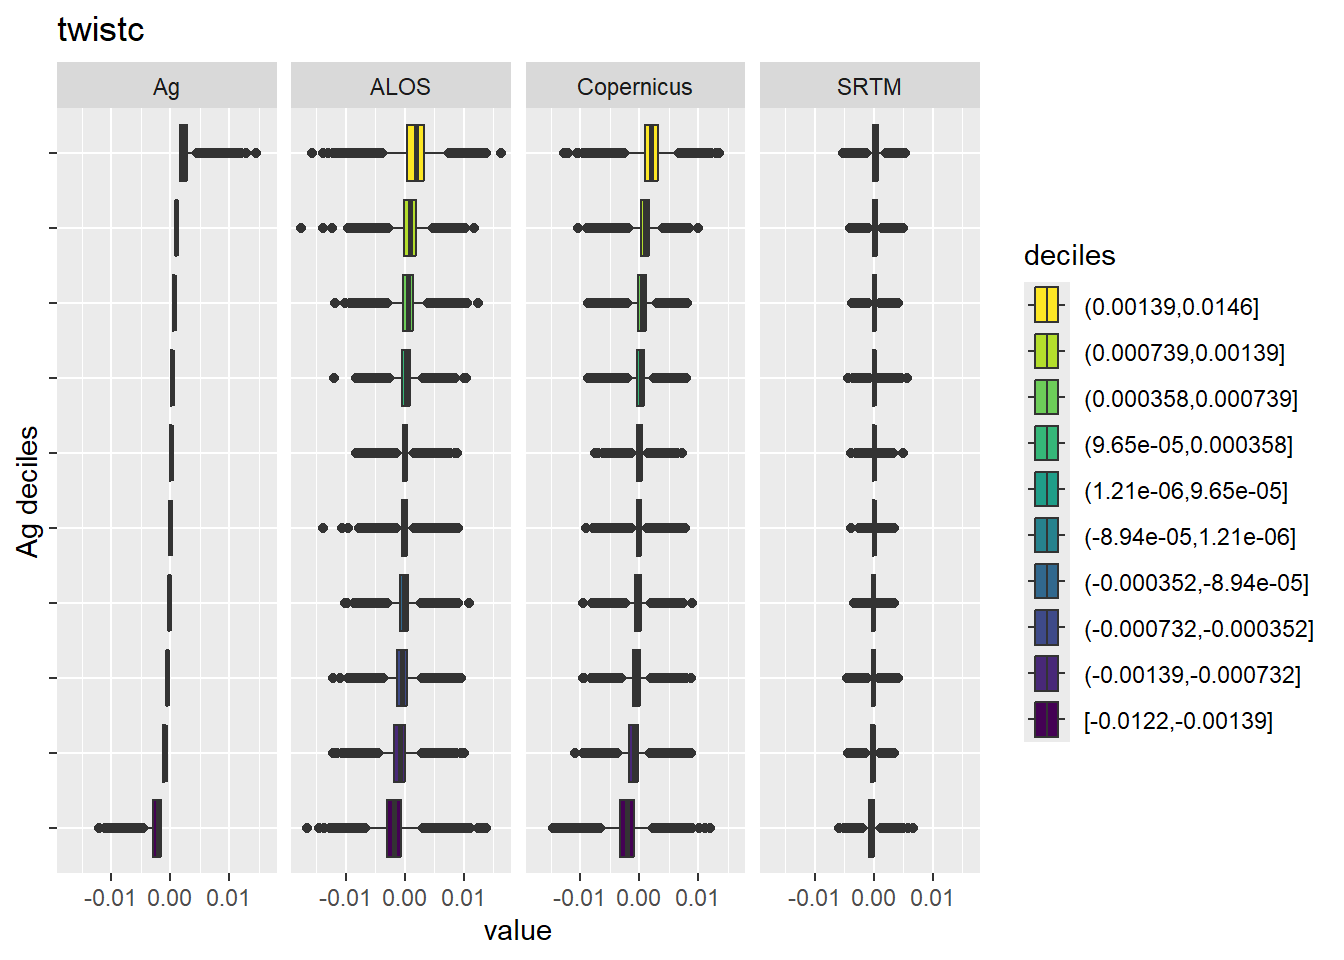 twistc
Ag
ALOS
Copernicus
SRTM
Ag deciles
-0.01 0.00 0.01
-0.01 0.00 0.01
-0.01 0.00 0.01
-0.01 0.00 0.01
value
deciles
(0.00139,0.0146]
(0.000739,0.00139]
(0.000358,0.000739]
(9.65e-05,0.000358]
(1.21e-06,9.65e-05]
(-8.94e-05,1.21e-06]
(-0.000352,-8.94e-05]
(-0.000732,-0.000352]
(-0.00139,-0.000732]
[-0.0122,-0.00139]